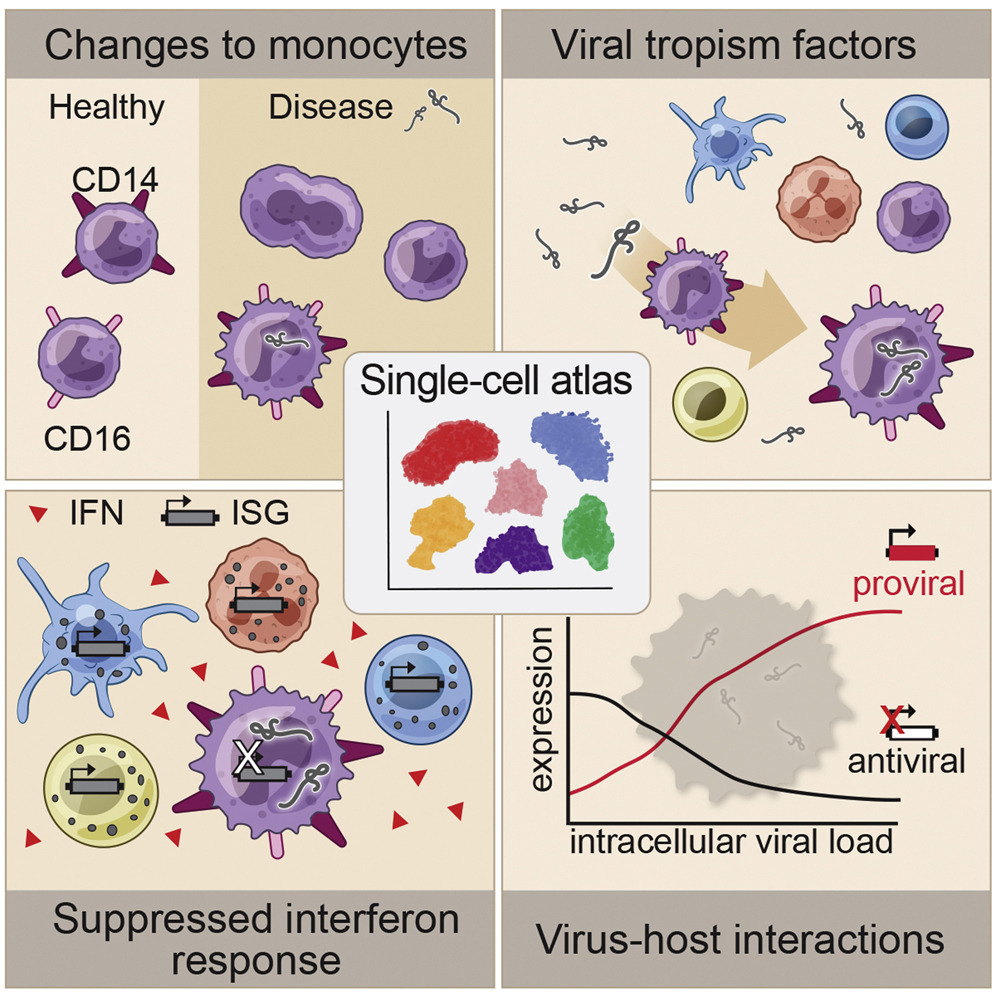 Changes to monocytes
Healthy
Disease
CD14
CD16
Viral tropism factors
Single-cell atlas
IFN
ISG
X
Suppressed interferon
response
proviral
X
antiviral
expression
intracellular viral load
Virus-host interactions